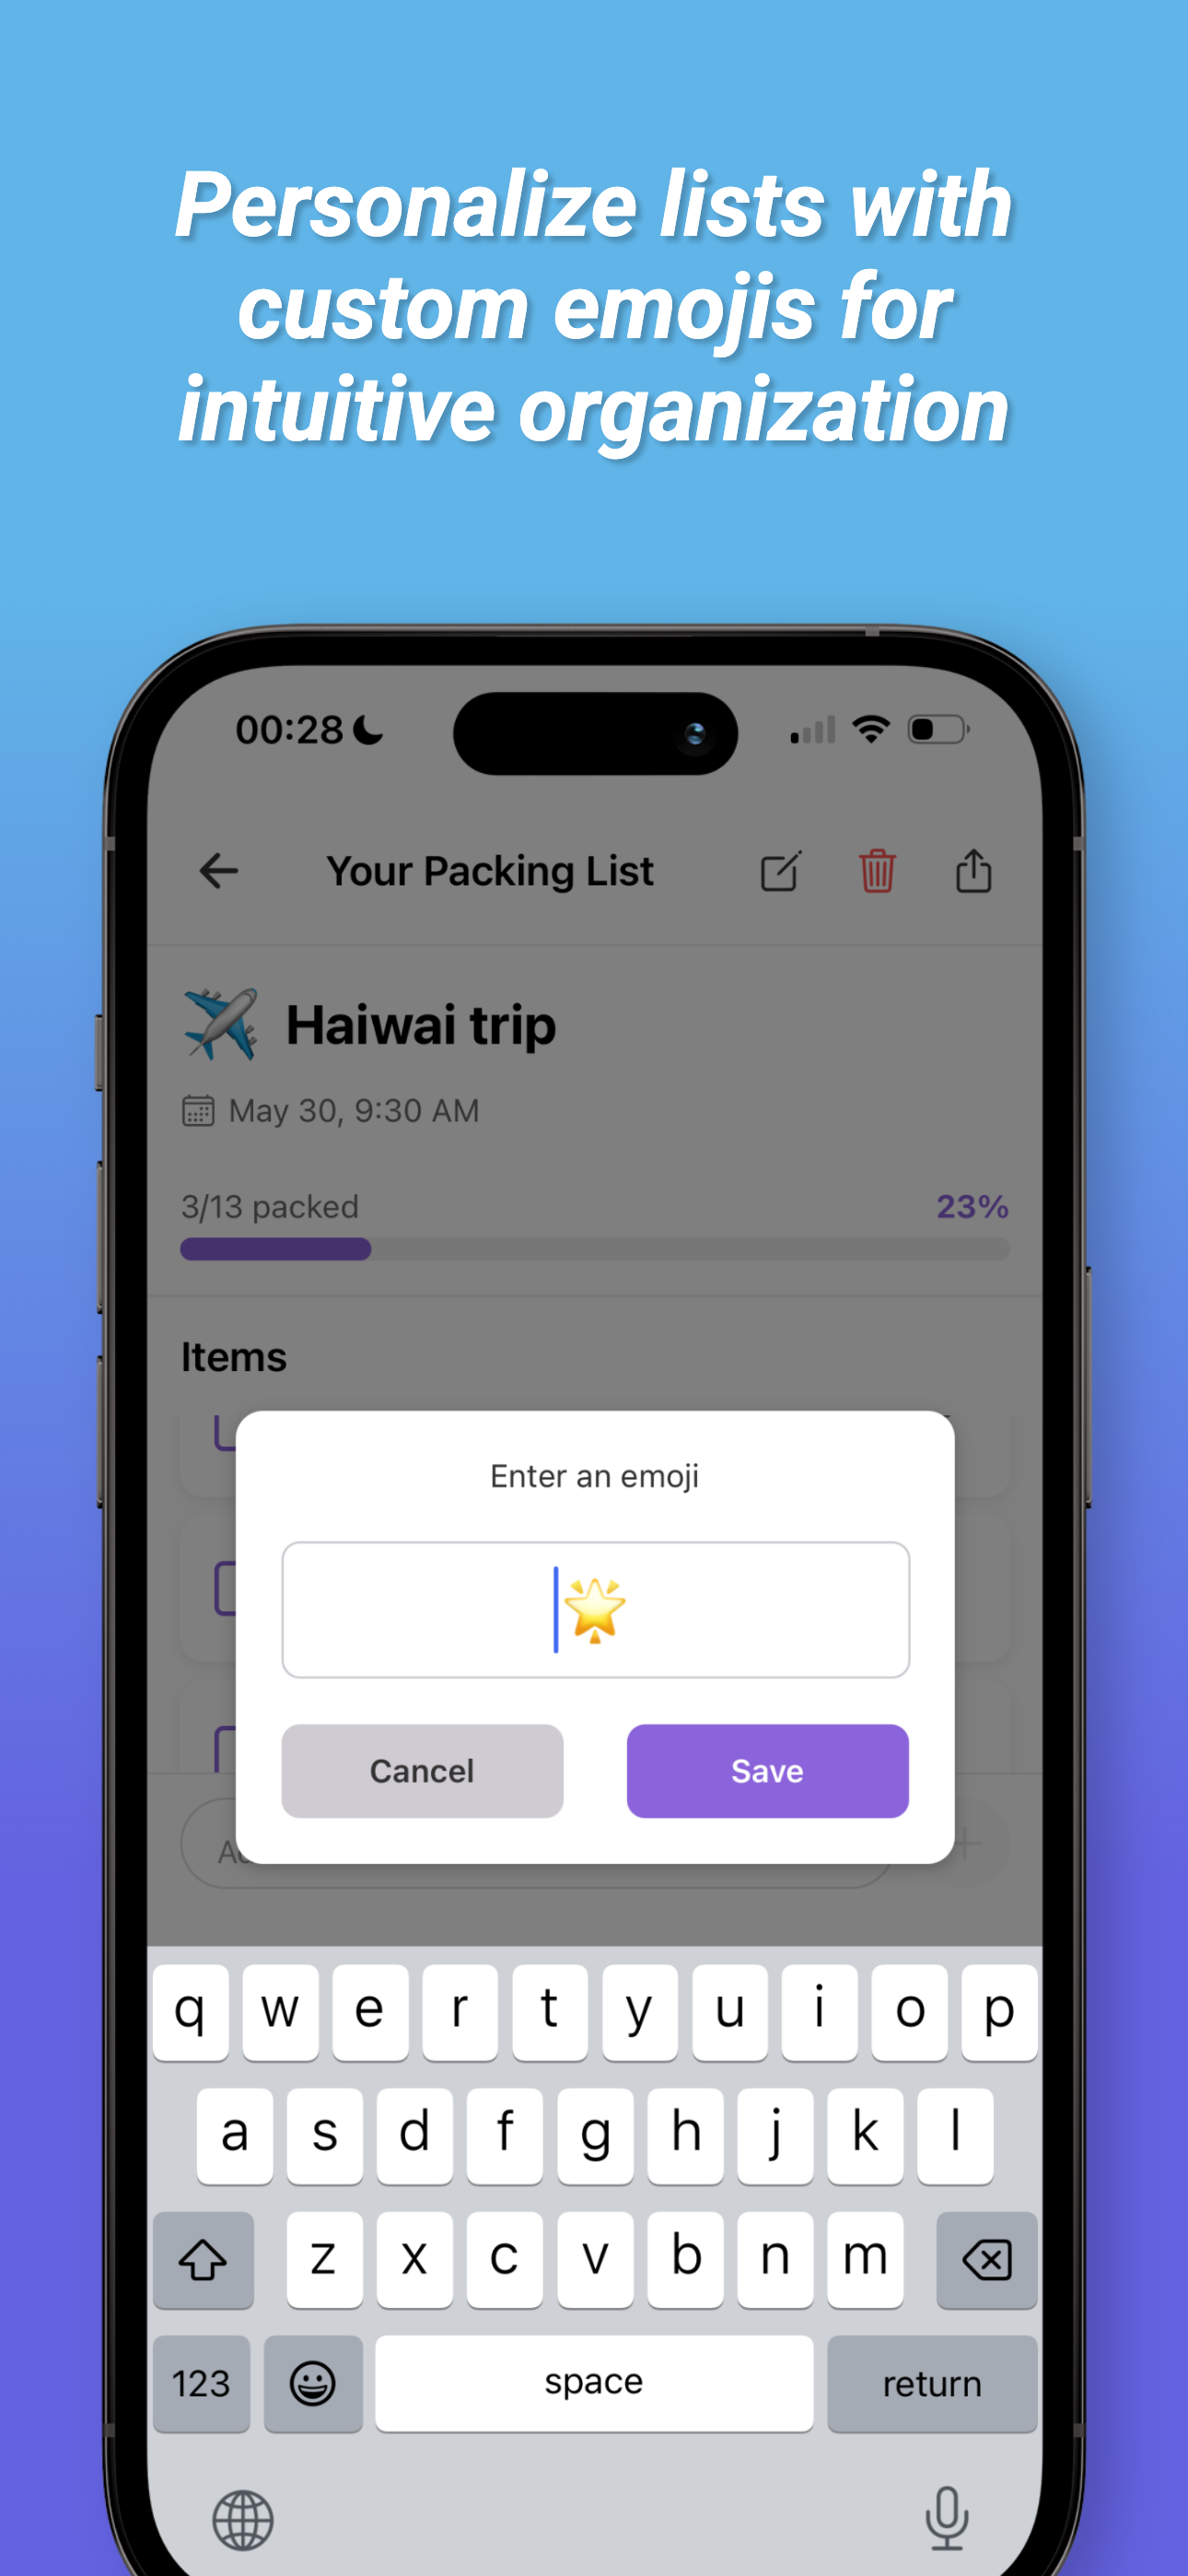 Personalize lists with
custom emojis for
intuitive organization
00:28
Your Packing List
Haiwai trip
May 30, 9:30 AM
3/13 packed 23%
Items
Enter an emoji
Cancel Save
q w e r t y u i o p
a s d f g h j k l
z x c v b n m
123 space return